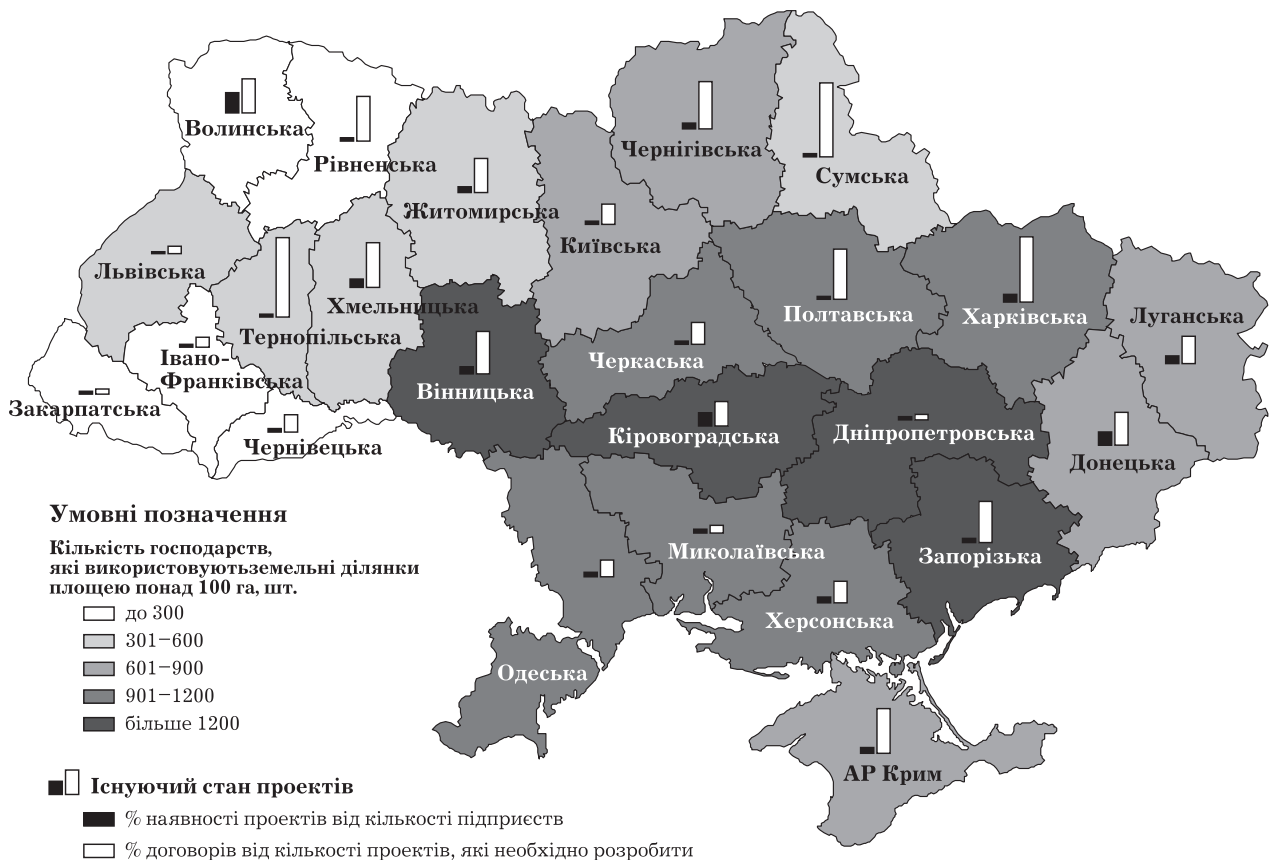 Волинська
Рівненська
Чернігівська
Сумська
Житомирська
Київська
Львівська
Хмельницька
Тернопільська
Полтавська
Харківська
Луганська
Івано-
Франківська
Черкаська
Вінницька
Закарпатська
Чернівецька
Кіровоградська
Дніпропетровська
Донецька
Миколаївська
Запорізька
Херсонська
Одеська
АР Крим
Умовні позначення
Кількість господарств,
які використовуютьземельні ділянки
площею понад 100 га, шт.
до 300
301–600
601–900
901–1200
більше 1200
Існуючий стан проектів
% наявності проектів від кількості підприєств
% договорів від кількості проектів, які необхідно розробити